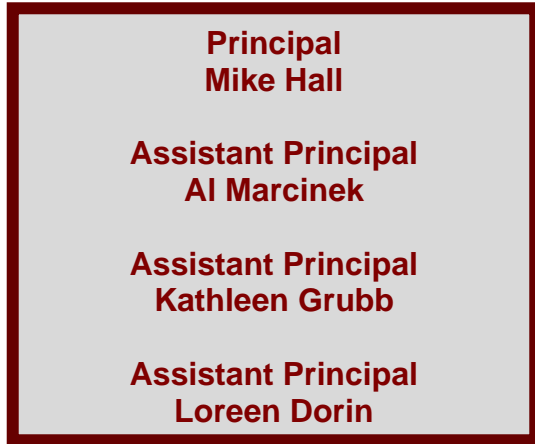 Principal
Mike Hall
Assistant Principal
Al Marcinek
Assistant Principal
Kathleen Grubb
Assistant Principal
Loreen Dorin